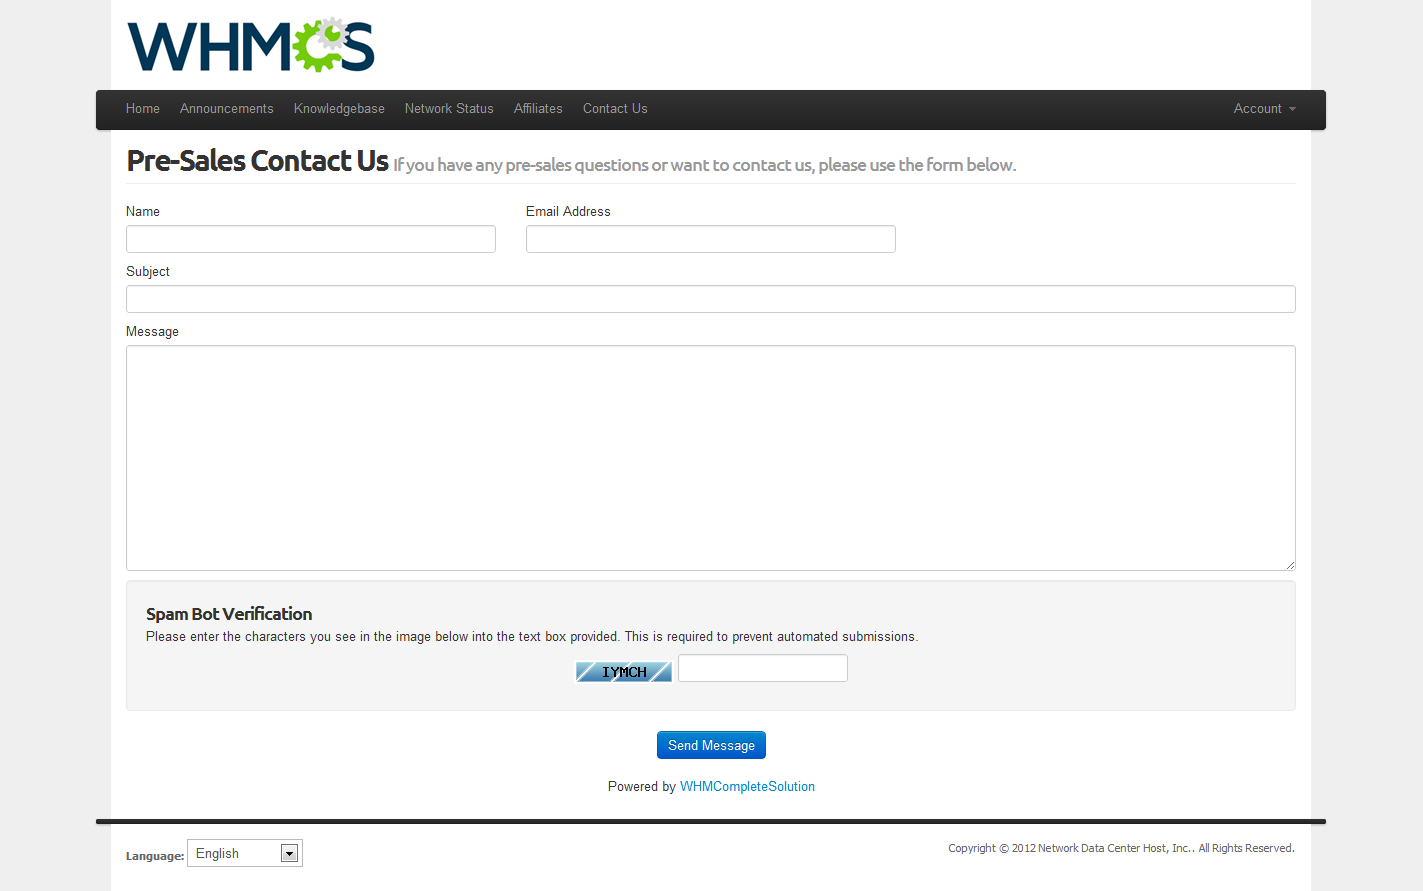 WHMCS
Home Announcements Knowledgebase Network Status Affiliates Contact Us Account
Pre-Sales Contact Us If you have any pre-sales questions or want to contact us, please use the form below.
Name Email Address
Subject
Message
Spam Bot Verification
Please enter the characters you see in the image below into the text box provided. This is required to prevent automated submissions.
IYMCH
Send Message
Powered by WHMCompleteSolution
Language: English Copyright © 2012 Network Data Center Host, Inc.. All Rights Reserved.